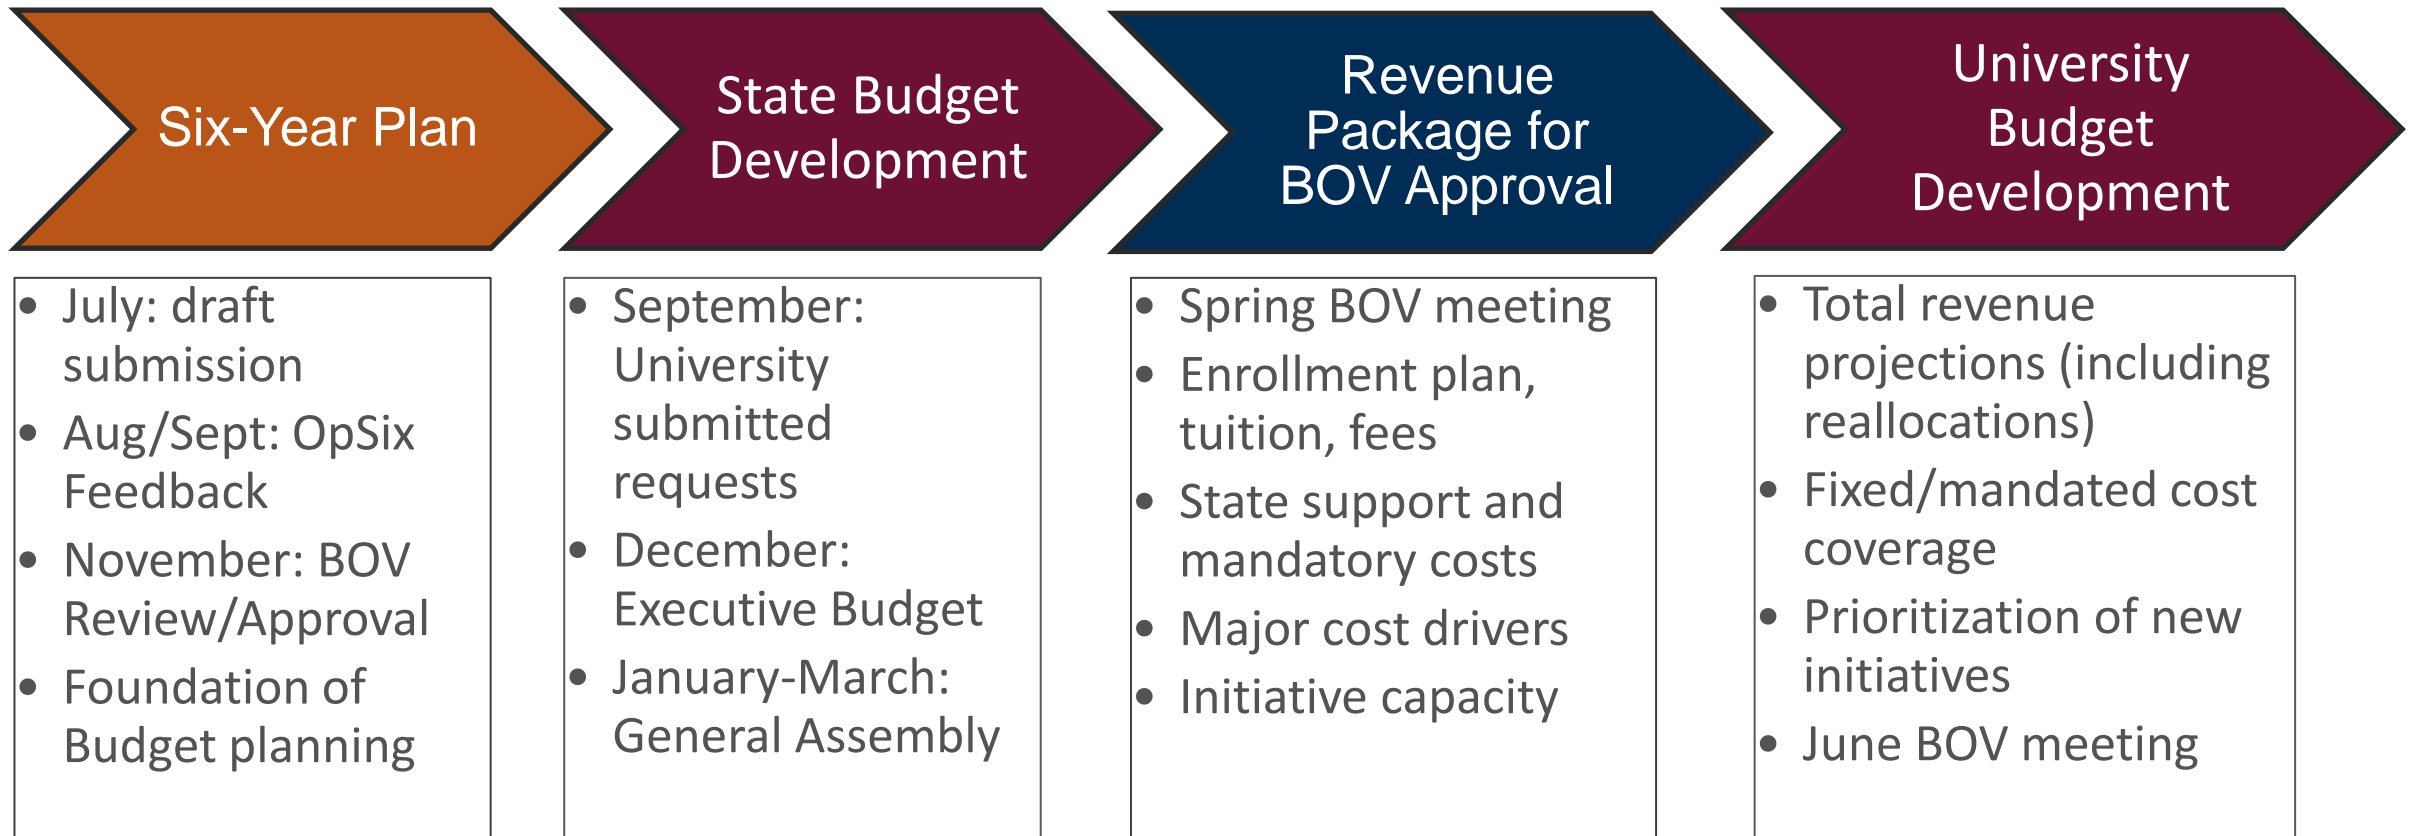 Six-Year Plan
• July: draft
submission
• Aug/Sept: OpSix
Feedback
• November: BOV
Review/Approval
• Foundation of
Budget planning
State Budget
Development
• September:
University
submitted
requests
• December:
Executive Budget
• January-March:
General Assembly
Revenue
Package for
BOV Approval
• Spring BOV meeting
• Enrollment plan,
tuition, fees
• State support and
mandatory costs
• Major cost drivers
• Initiative capacity
University
Budget
Development
• Total revenue
projections (including
reallocations)
• Fixed/mandated cost
coverage
• Prioritization of new
initiatives
• June BOV meeting